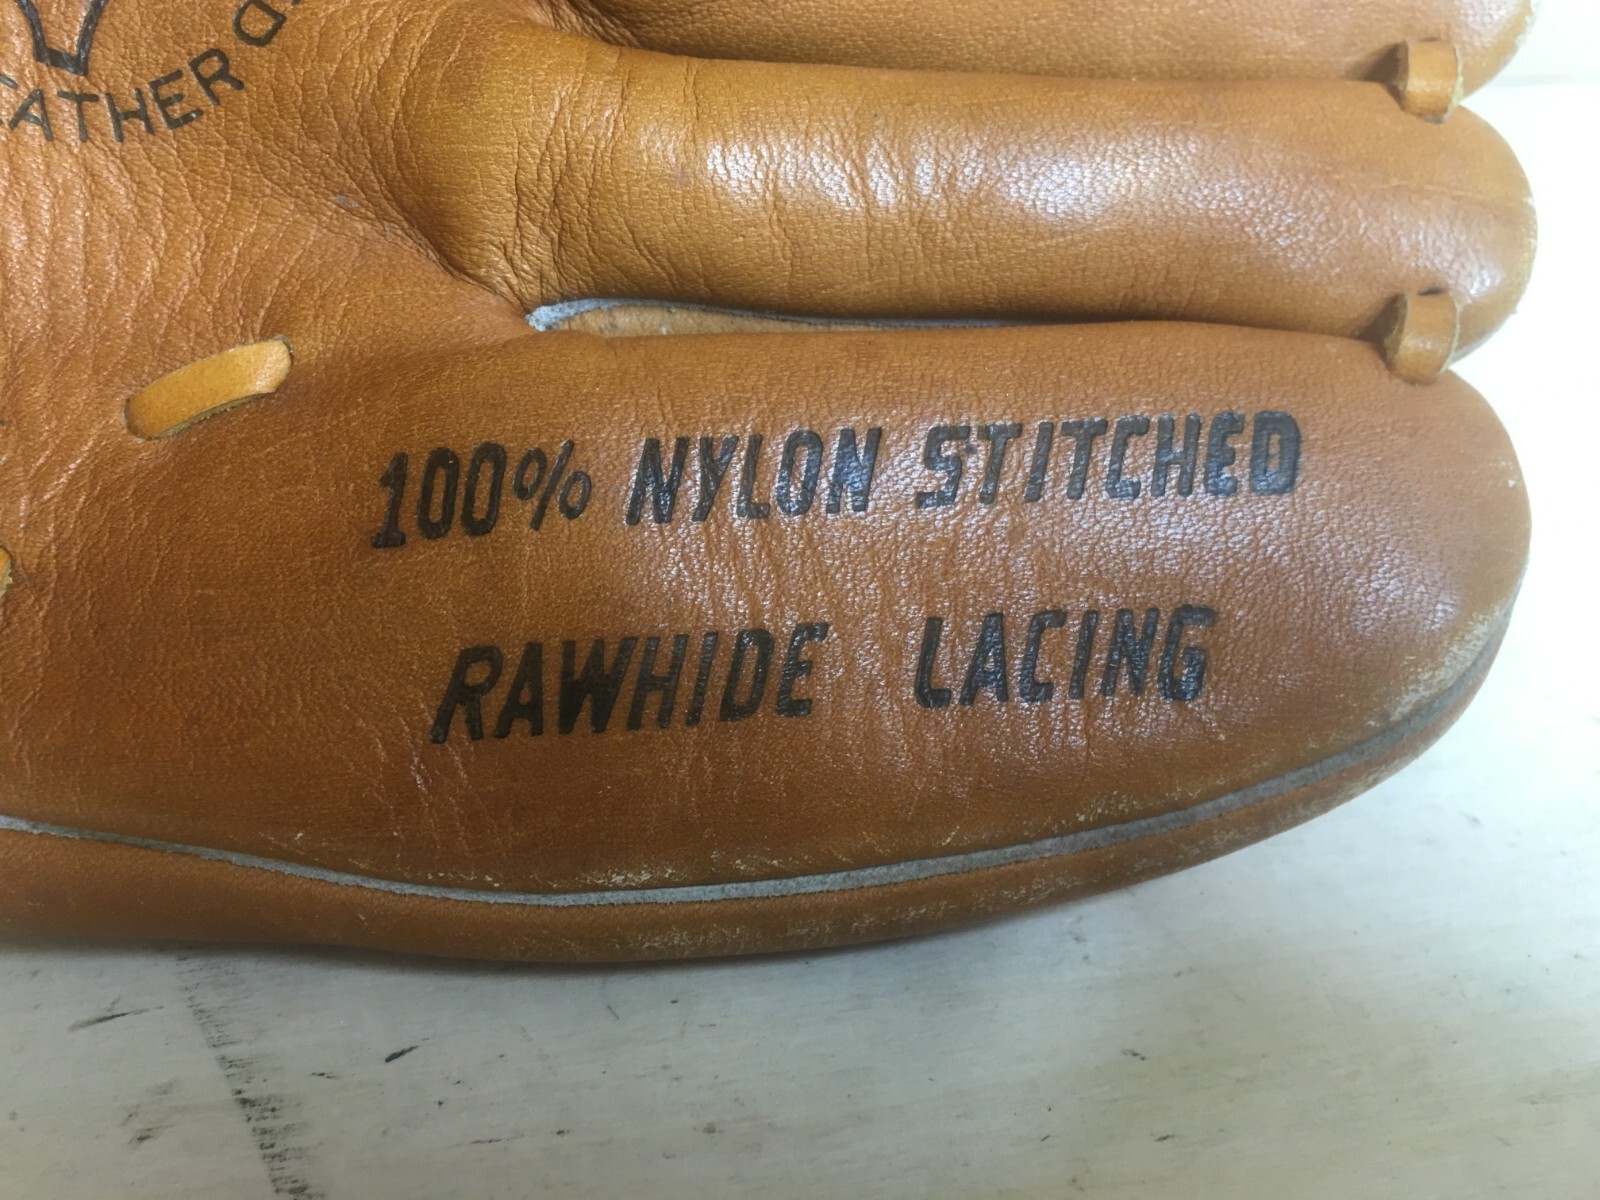 100% NYLON STITCHED
RAWHIDE LACING